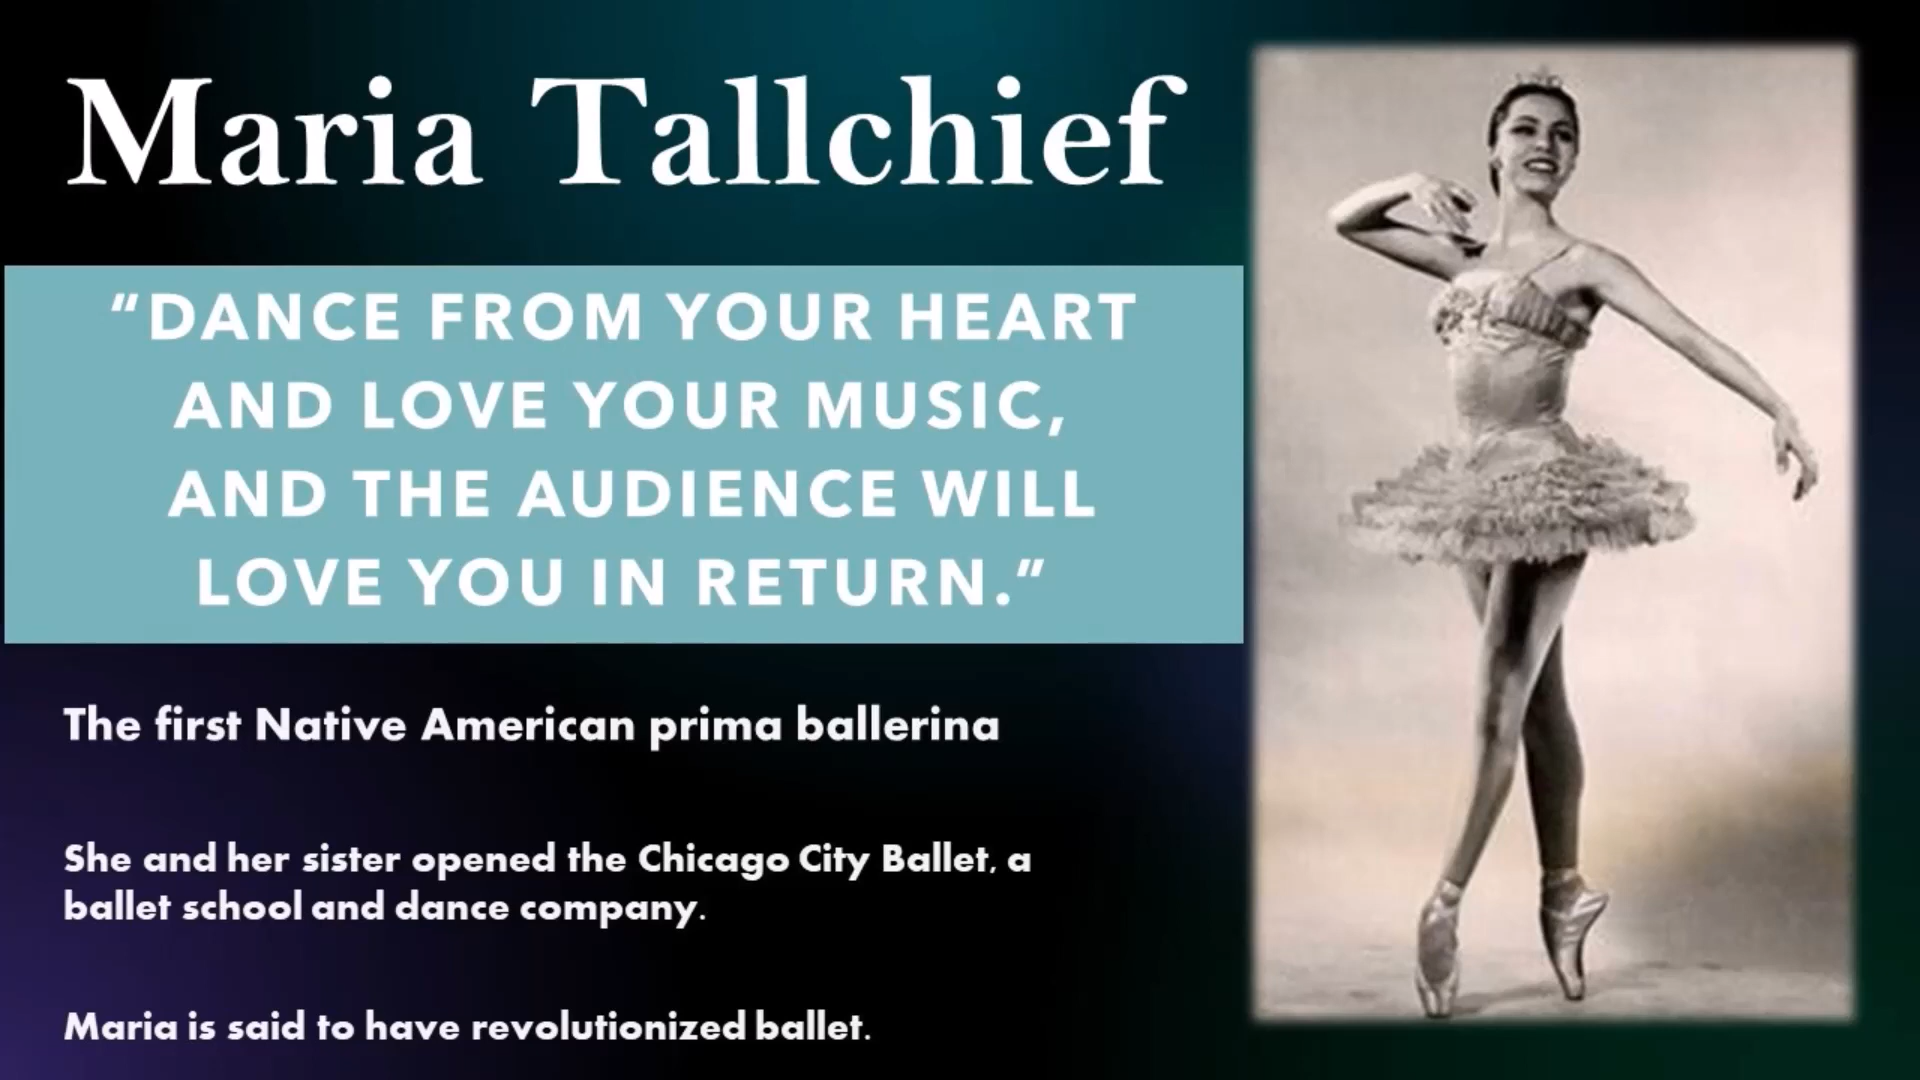 Maria Tallchief
“DANCE FROM YOUR HEART
AND LOVE YOUR MUSIC,
AND THE AUDIENCE WILL
LOVE YOU IN RETURN.”
The first Native American prima ballerina
She and her sister opened the Chicago City Ballet, a
ballet school and dance company.
Maria is said to have revolutionized ballet.